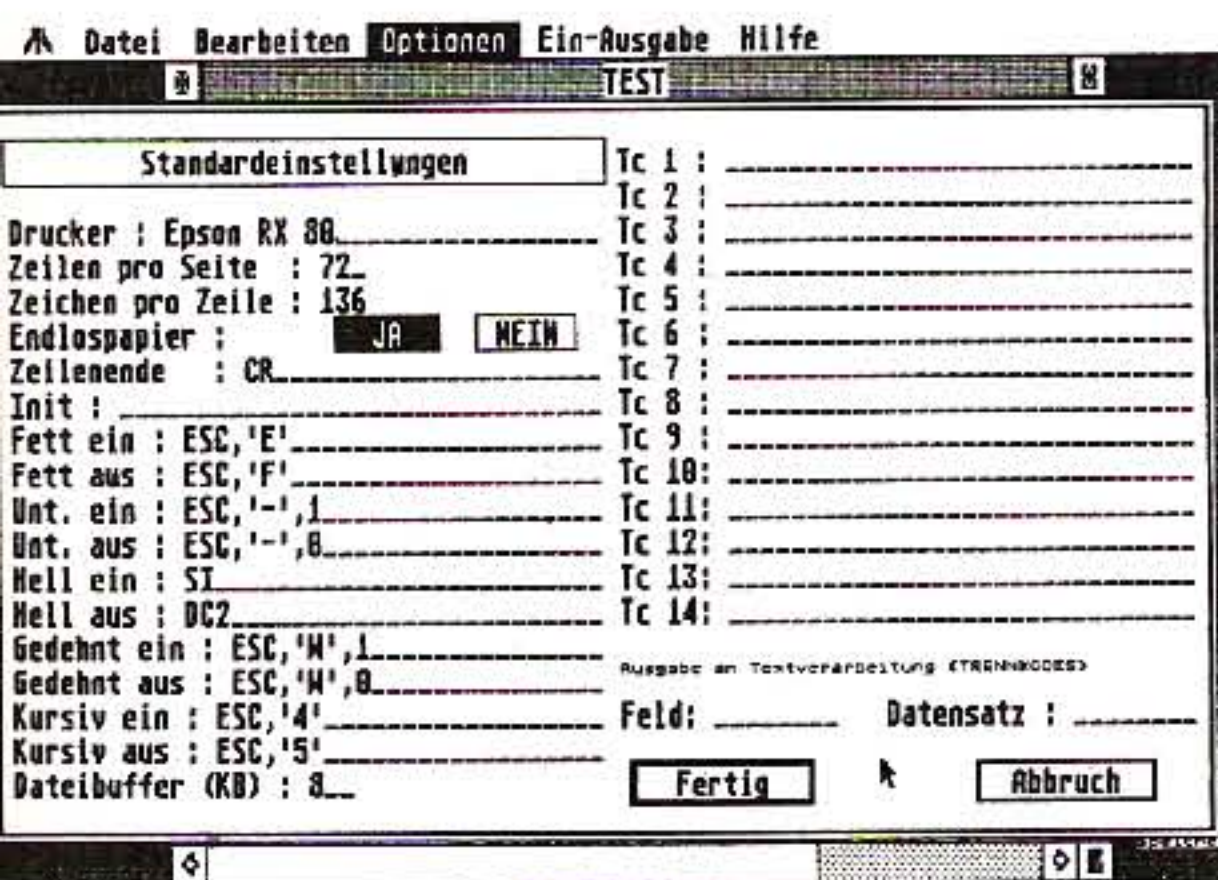 Datei Bearbeiten Optionen Ein-Ausgabe Hilfe
TEST
Standardeinstellungen
Drucker : Epson RX 80
Zeilen pro Seite : 72
Zeichen pro Zeile : 136
Endlospapier : JA NEIN
Zeilenende : CR
Init :
Fett ein : ESC,'E'
Fett aus : ESC,'F'
Unt. ein : ESC,'-',1
Unt. aus : ESC,'-',0
Hell ein : SI
Hell aus : DC2
Gedehnt ein : ESC,'W',1
Gedehnt aus : ESC,'W',0
Kursiv ein : ESC,'4'
Kursiv aus : ESC,'5'
Dateibuffer (KB) : 8
Tc 1 :
Tc 2 :
Tc 3 :
Tc 4 :
Tc 5 :
Tc 6 :
Tc 7 :
Tc 8 :
Tc 9 :
Tc 10:
Tc 11:
Tc 12:
Tc 13:
Tc 14:
Ausgabe an Textverarbeitung (TRENNKODES)
Feld: Datensatz :
Fertig Abbruch